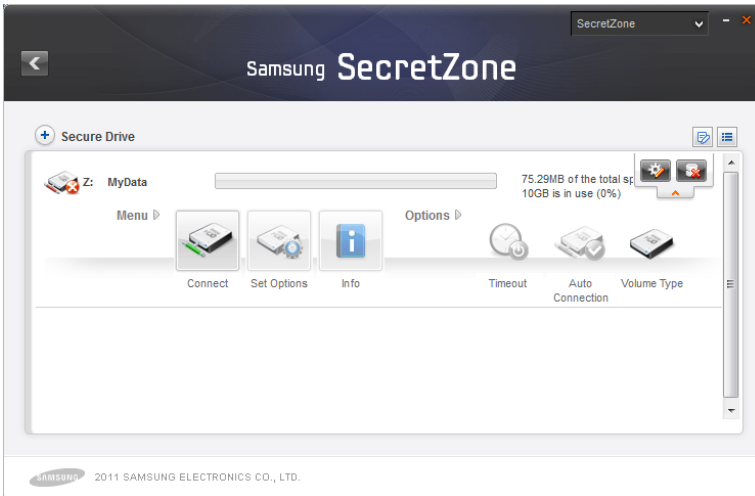 SecretZone
Samsung SecretZone
Secure Drive
Z: MyData
75.29MB of the total sp
10GB is in use (0%)
Menu
Options
Connect
Set Options
Info
Timeout
Auto
Connection
Volume Type
SAMSUNG
2011 SAMSUNG ELECTRONICS CO., LTD.